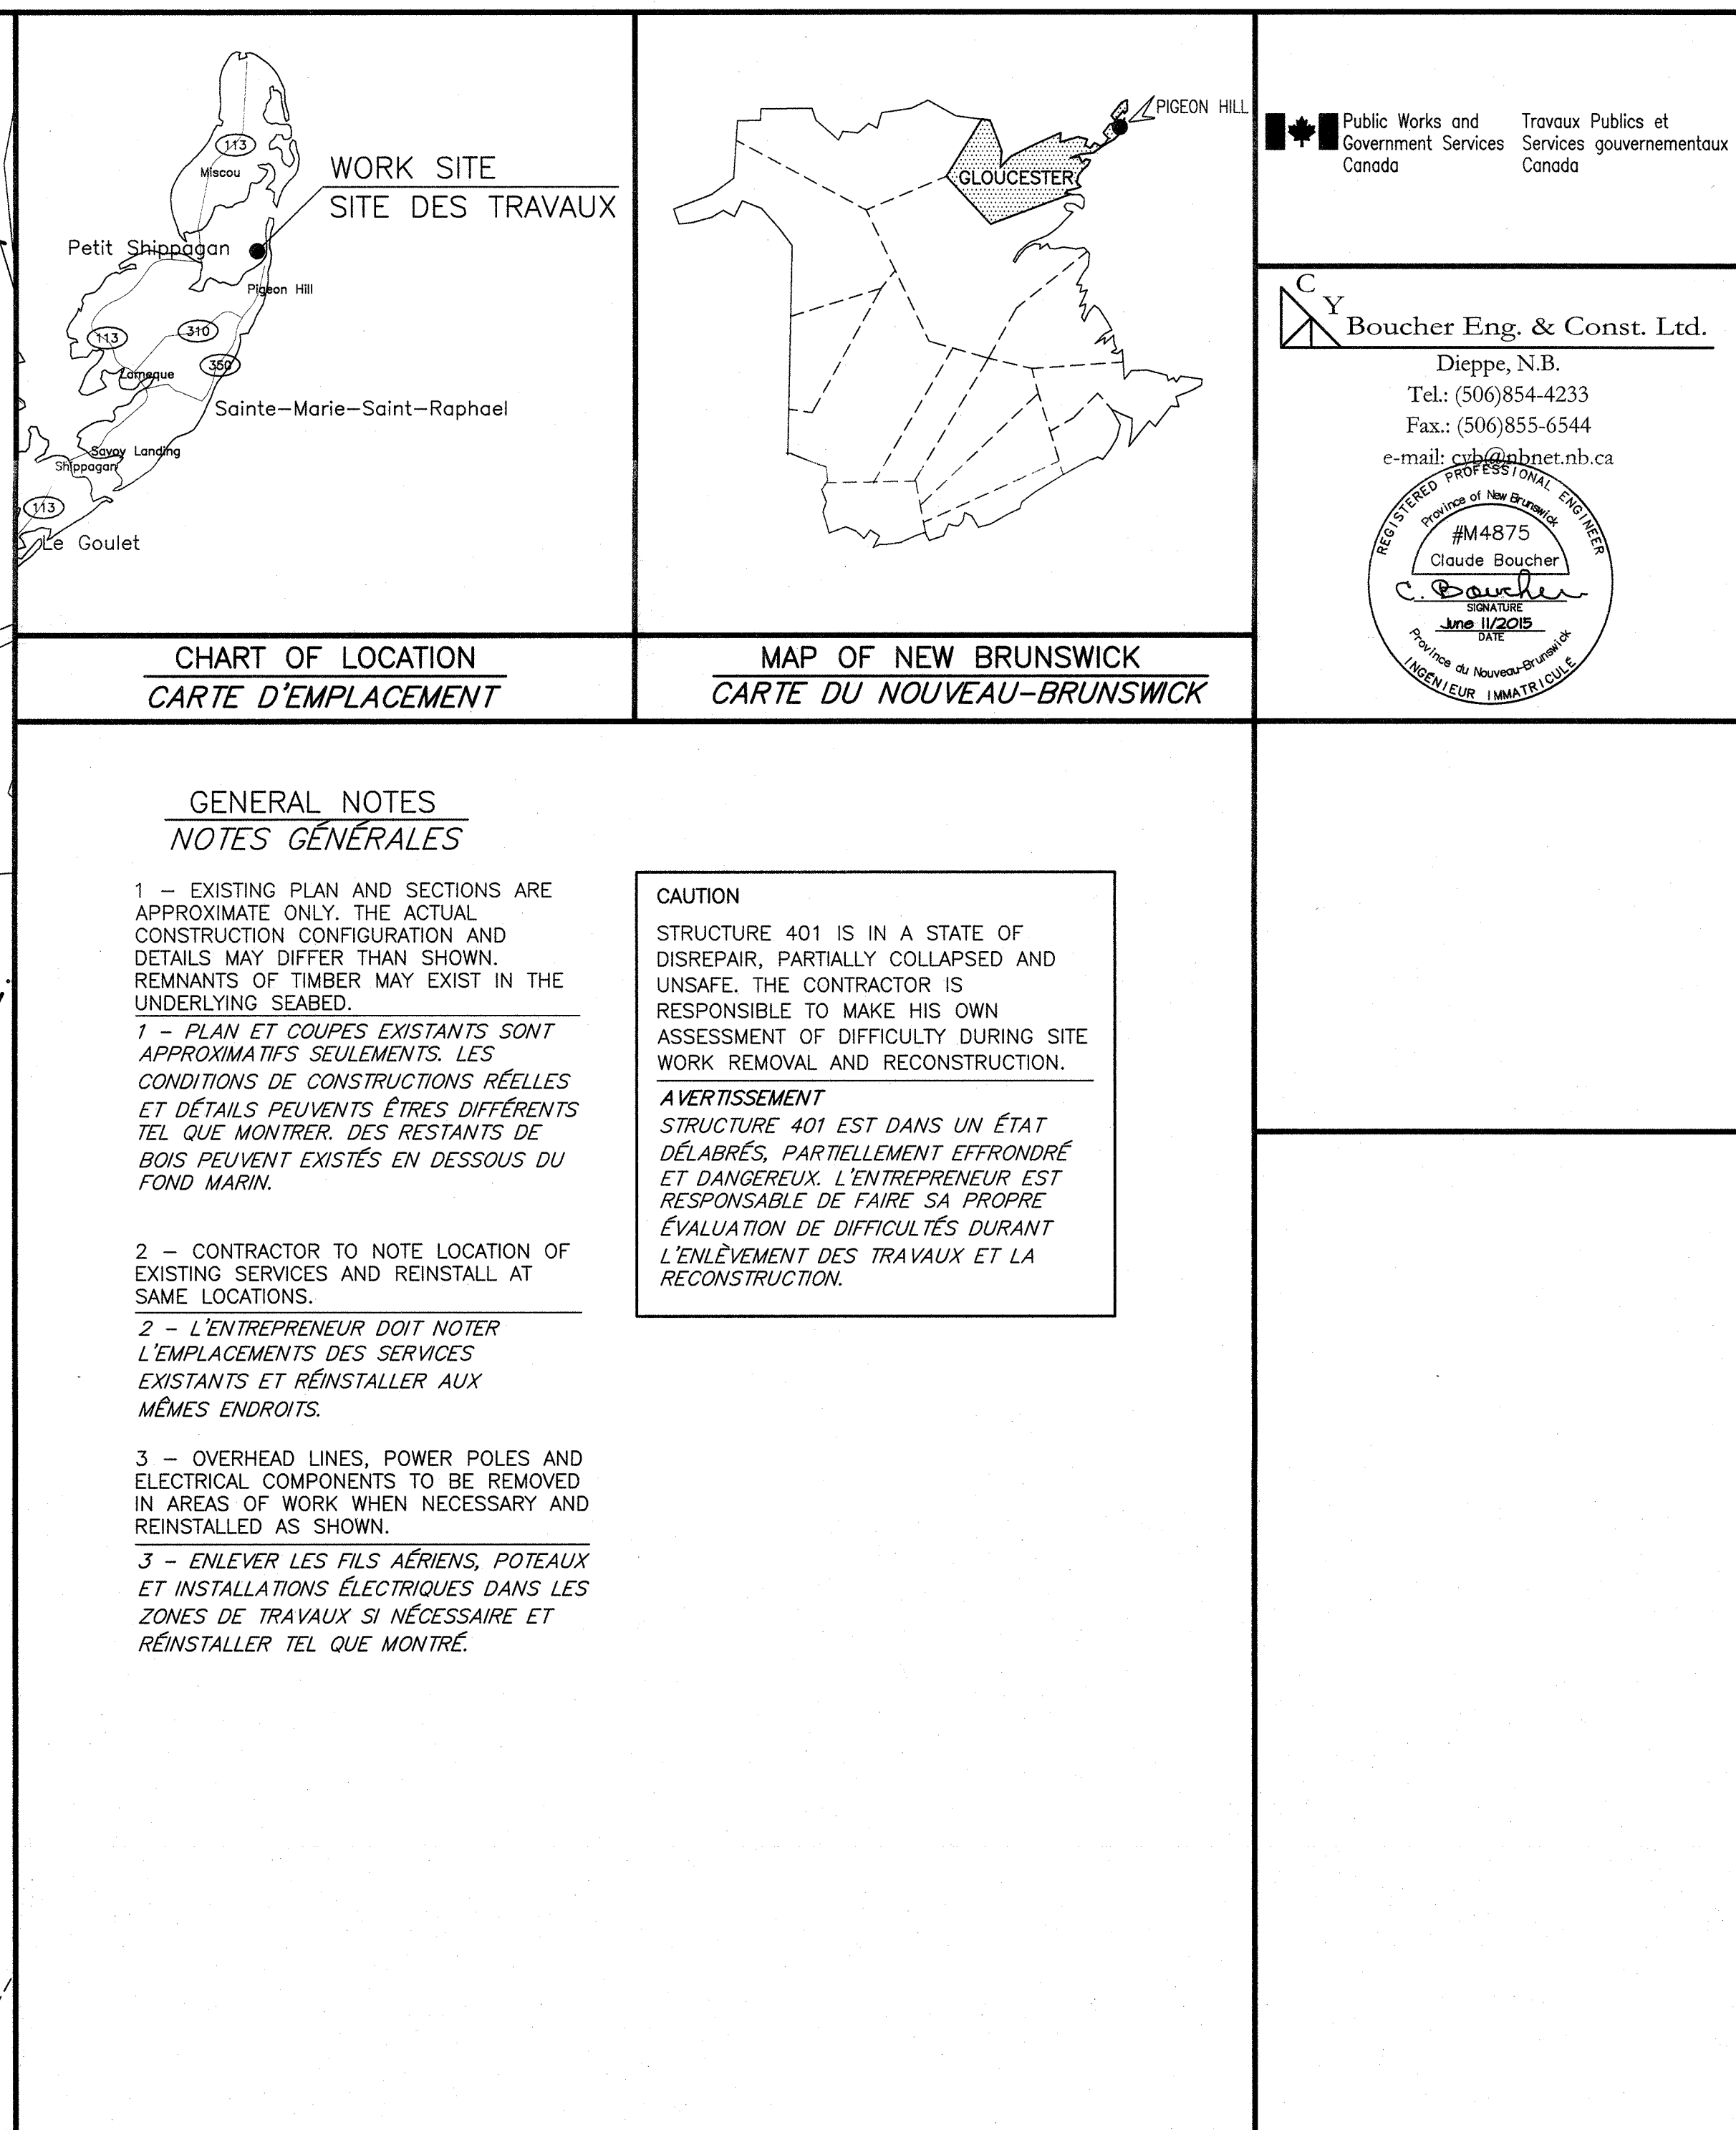 113
Miscou
WORK SITE
SITE DES TRAVAUX
Petit Shippagan
Pigeon Hill
113
310
350
Lameque
Sainte-Marie-Saint-Raphael
Savoy Landing
Shippagan
113
Le Goulet
CHART OF LOCATION
CARTE D'EMPLACEMENT
PIGEON HILL
GLOUCESTER
MAP OF NEW BRUNSWICK
CARTE DU NOUVEAU-BRUNSWICK
Public Works and
Government Services
Canada
Travaux Publics et
Services gouvernementaux
Canada
C
Y
Boucher Eng. & Const. Ltd.
Dieppe, N.B.
Tel.: (506)854-4233
Fax.: (506)855-6544
e-mail: cyb@nbnet.nb.ca
REGISTERED PROFESSIONAL ENGINEER
Province of New Brunswick
#M4875
Claude Boucher
C. Boucher
SIGNATURE
June 11/2015
DATE
Province du Nouveau-Brunswick
INGÉNIEUR IMMATRICULÉ
GENERAL NOTES
NOTES GÉNÉRALES
1 - EXISTING PLAN AND SECTIONS ARE
APPROXIMATE ONLY. THE ACTUAL
CONSTRUCTION CONFIGURATION AND
DETAILS MAY DIFFER THAN SHOWN.
REMNANTS OF TIMBER MAY EXIST IN THE
UNDERLYING SEABED.
1 - PLAN ET COUPES EXISTANTS SONT
APPROXIMATIFS SEULEMENTS. LES
CONDITIONS DE CONSTRUCTIONS RÉELLES
ET DÉTAILS PEUVENTS ÊTRES DIFFÉRENTS
TEL QUE MONTRER. DES RESTANTS DE
BOIS PEUVENT EXISTÉS EN DESSOUS DU
FOND MARIN.
2 - CONTRACTOR TO NOTE LOCATION OF
EXISTING SERVICES AND REINSTALL AT
SAME LOCATIONS.
2 - L'ENTREPRENEUR DOIT NOTER
L'EMPLACEMENTS DES SERVICES
EXISTANTS ET RÉINSTALLER AUX
MÊMES ENDROITS.
3 - OVERHEAD LINES, POWER POLES AND
ELECTRICAL COMPONENTS TO BE REMOVED
IN AREAS OF WORK WHEN NECESSARY AND
REINSTALLED AS SHOWN.
3 - ENLEVER LES FILS AÉRIENS, POTEAUX
ET INSTALLATIONS ÉLECTRIQUES DANS LES
ZONES DE TRAVAUX SI NÉCESSAIRE ET
RÉINSTALLER TEL QUE MONTRÉ.
CAUTION
STRUCTURE 401 IS IN A STATE OF
DISREPAIR, PARTIALLY COLLAPSED AND
UNSAFE. THE CONTRACTOR IS
RESPONSIBLE TO MAKE HIS OWN
ASSESSMENT OF DIFFICULTY DURING SITE
WORK REMOVAL AND RECONSTRUCTION.
AVERTISSEMENT
STRUCTURE 401 EST DANS UN ÉTAT
DÉLABRÉS, PARTIELLEMENT EFFRONDRÉ
ET DANGEREUX. L'ENTREPRENEUR EST
RESPONSABLE DE FAIRE SA PROPRE
ÉVALUATION DE DIFFICULTÉS DURANT
L'ENLÈVEMENT DES TRAVAUX ET LA
RECONSTRUCTION.